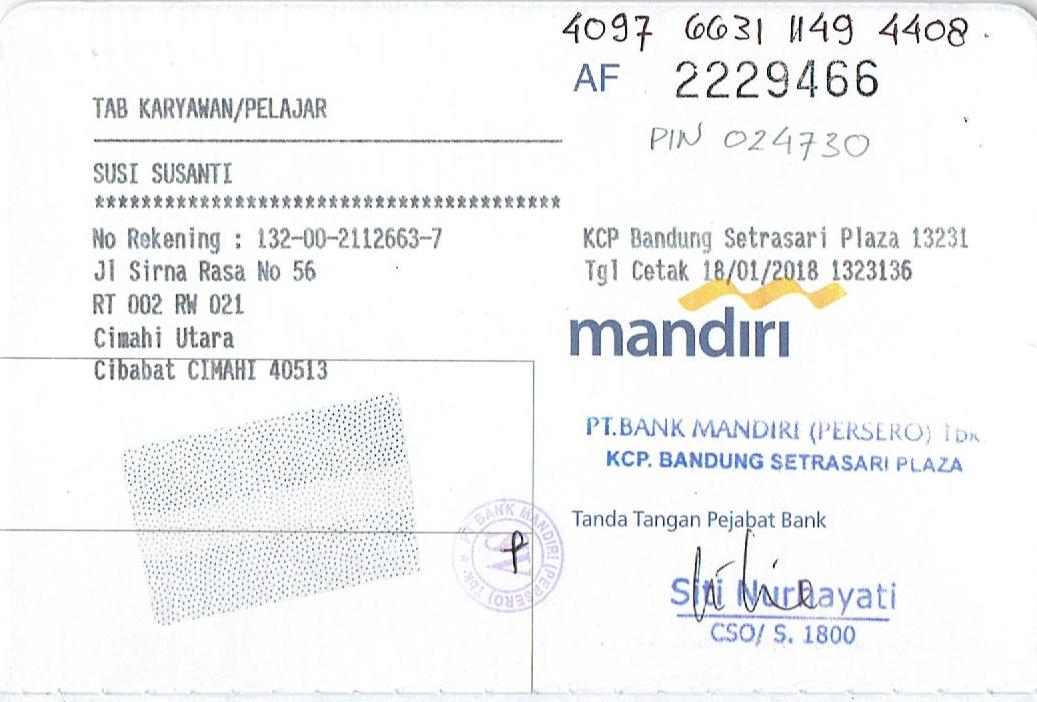 4097 6631 1149 4408.
AF 2229466
TAB KARYAWAN/PELAJAR
PIN 024730
SUSI SUSANTI
****************************************
No Rekening : 132-00-2112663-7
Jl Sirna Rasa No 56
RT 002 RW 021
Cimahi Utara
Cibabat CIMAHI 40513
KCP Bandung Setrasari Plaza 13231
Tgl Cetak 18/01/2018 1323136
mandiri
PT.BANK MANDIRI (PERSERO) Tbk
KCP. BANDUNG SETRASARI PLAZA
PT BANK MANDIRI (PERSERO) TBK
Tanda Tangan Pejabat Bank
Siti Nurhayati
CSO/ S. 1800